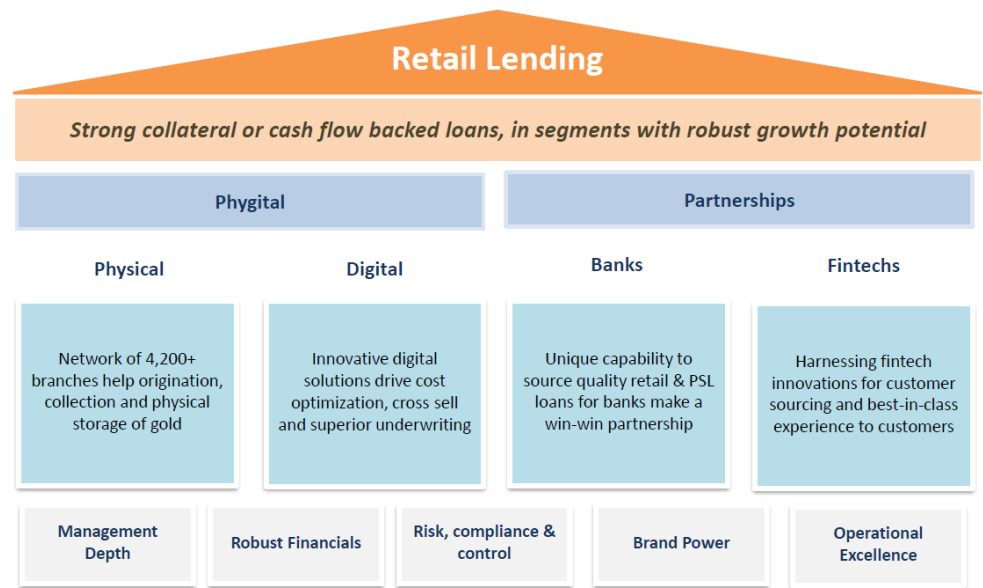 Retail Lending
Strong collateral or cash flow backed loans, in segments with robust growth potential
Phygital
Partnerships
Physical
Digital
Banks
Fintechs
Network of 4,200+
branches help origination,
collection and physical
storage of gold
Innovative digital
solutions drive cost
optimization, cross sell
and superior underwriting
Unique capability to
source quality retail & PSL
loans for banks make a
win-win partnership
Harnessing fintech
innovations for customer
sourcing and best-in-class
experience to customers
Management
Depth
Robust Financials
Risk, compliance &
control
Brand Power
Operational
Excellence